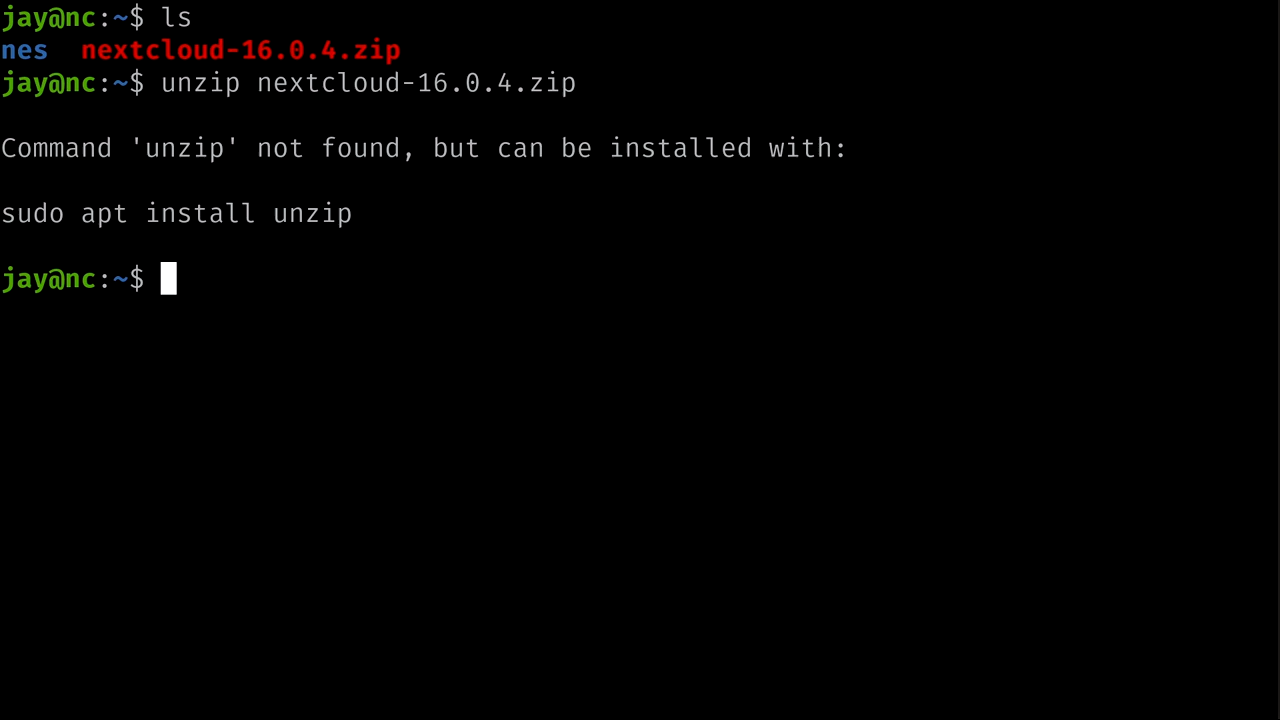 jay@nc:~$ ls
nes  nextcloud-16.0.4.zip
jay@nc:~$ unzip nextcloud-16.0.4.zip
Command 'unzip' not found, but can be installed with:
sudo apt install unzip
jay@nc:~$